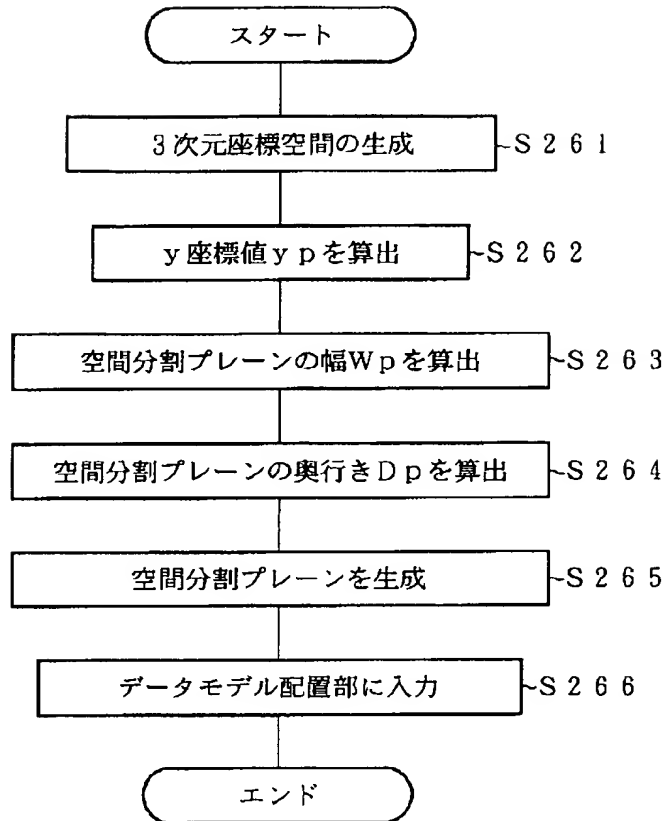 スタート
3次元座標空間の生成 ~S261
y座標値ypを算出 ~S262
空間分割プレーンの幅Wpを算出 ~S263
空間分割プレーンの奥行きDpを算出 ~S264
空間分割プレーンを生成 ~S265
データモデル配置部に入力 ~S266
エンド